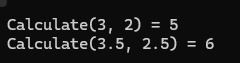 Calculate(3, 2) = 5
Calculate(3.5, 2.5) = 6